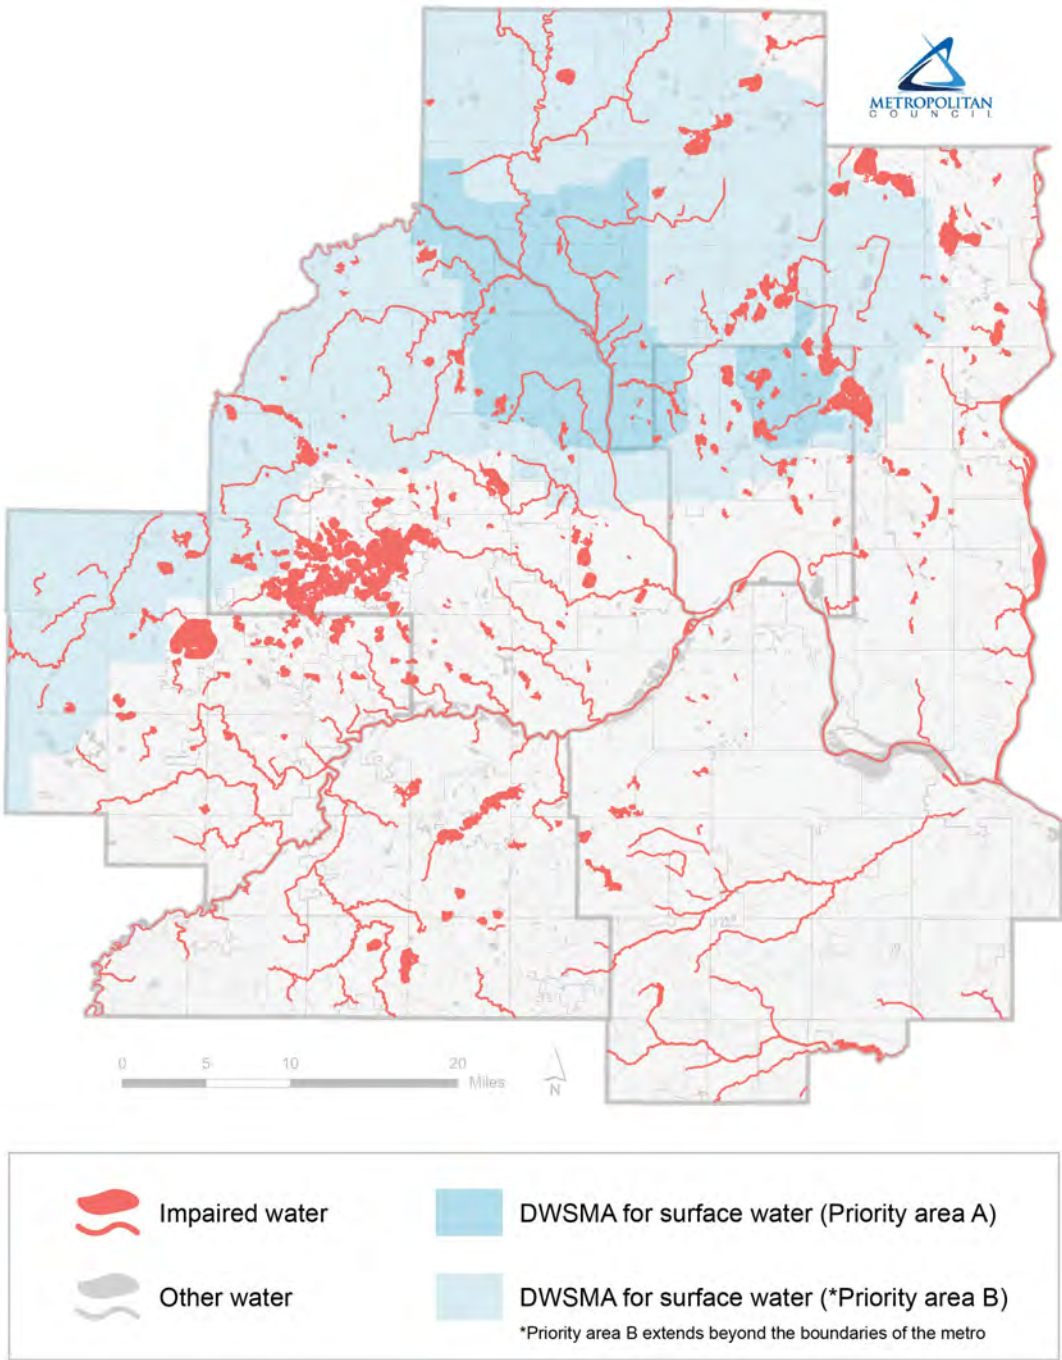 METROPOLITAN
COUNCIL
0 5 10 20
Miles
N
Impaired water
DWSMA for surface water (Priority area A)
Other water
DWSMA for surface water (*Priority area B)
*Priority area B extends beyond the boundaries of the metro